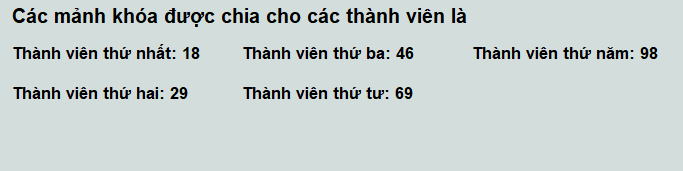 Các mảnh khóa được chia cho các thành viên là
Thành viên thứ nhất: 18 Thành viên thứ ba: 46 Thành viên thứ năm: 98
Thành viên thứ hai: 29 Thành viên thứ tư: 69